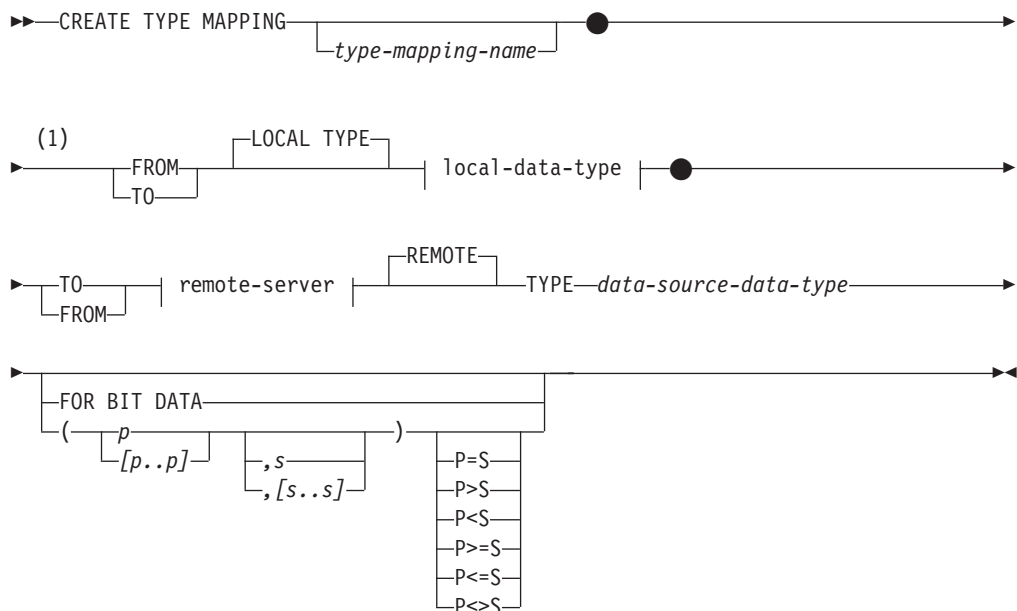 CREATE TYPE MAPPING
type-mapping-name
(1)
FROM
TO
LOCAL TYPE
local-data-type
TO
FROM
remote-server
REMOTE
TYPE
data-source-data-type
FOR BIT DATA
( p )
[p..p]
,s
,[s..s]
P=S
P>S
P<S
P>=S
P<=S
P<>S